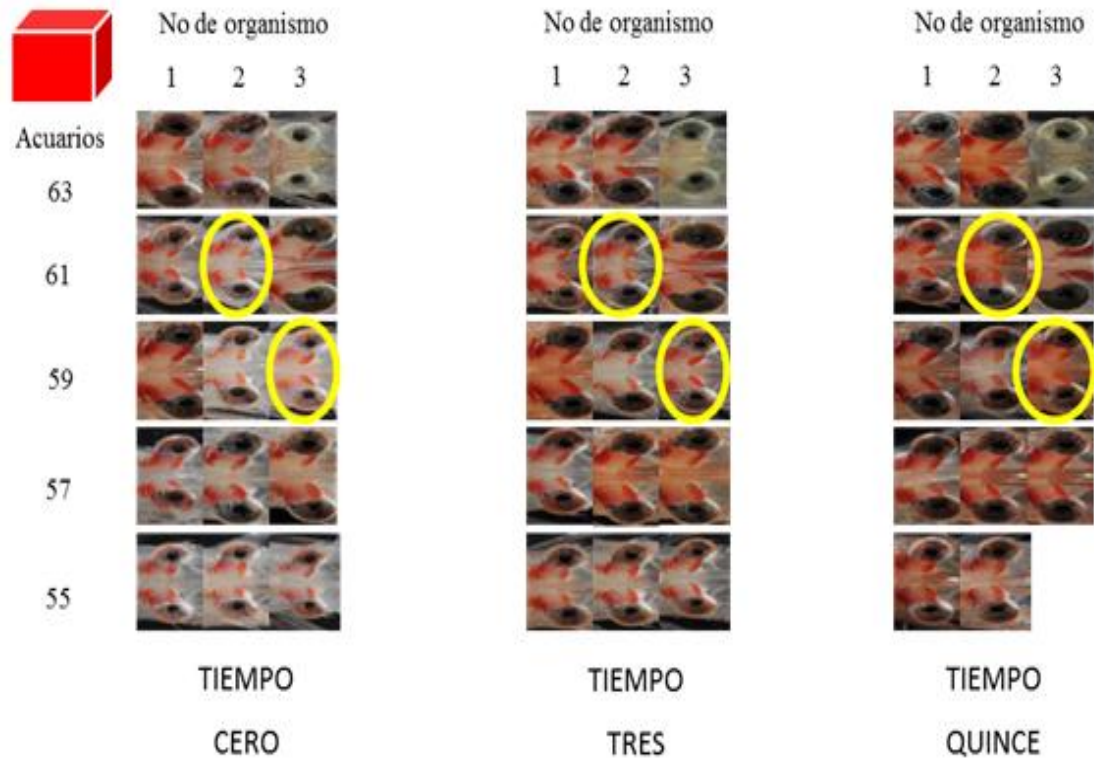 No de organismo
No de organismo
No de organismo
1 2 3
1 2 3
1 2 3
Acuarios
63
61
59
57
55
TIEMPO
TIEMPO
TIEMPO
CERO
TRES
QUINCE